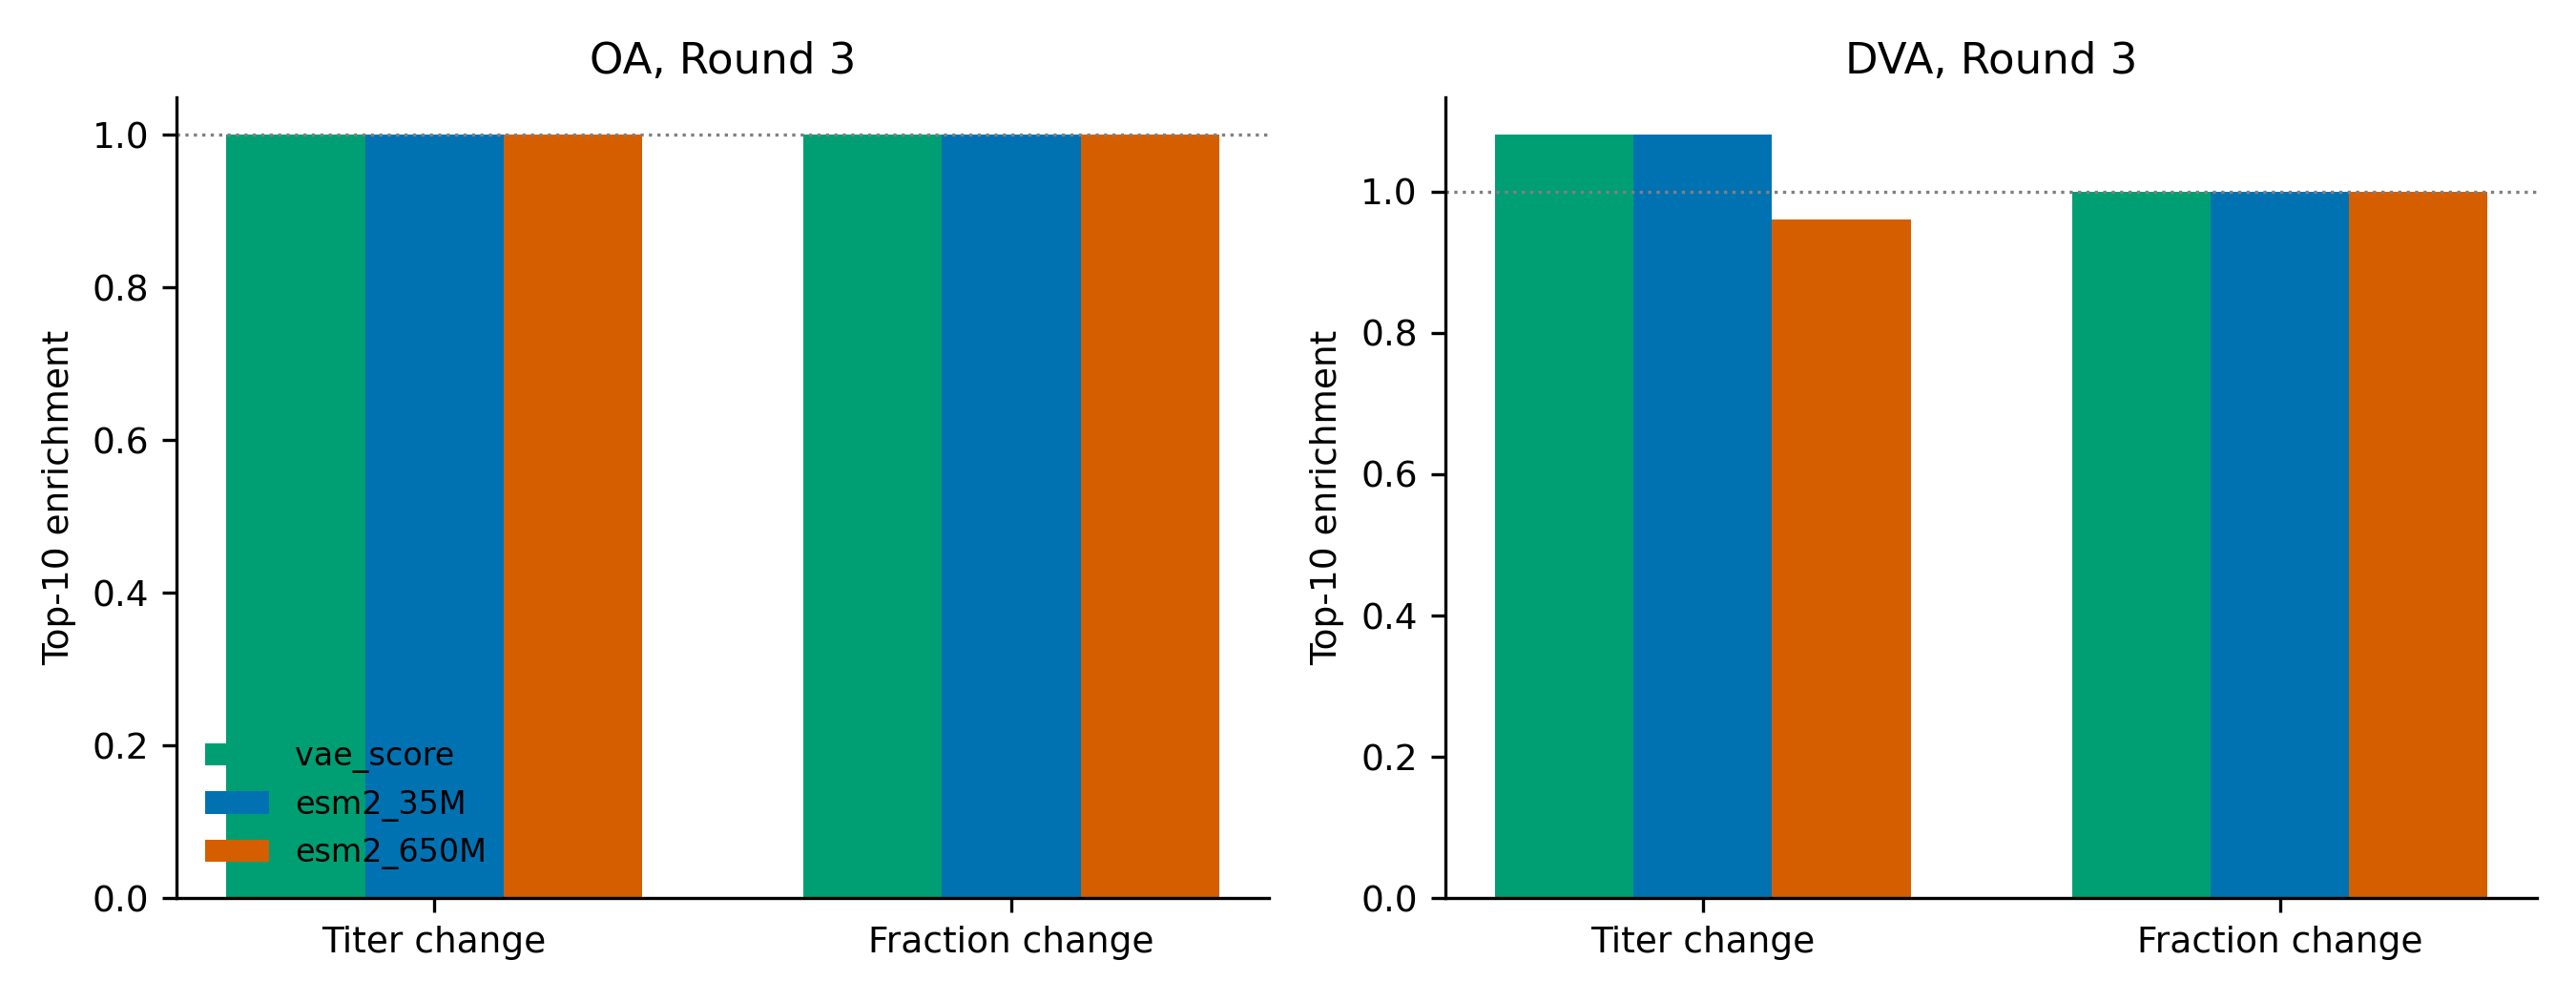 OA, Round 3
Top-10 enrichment
1.0
0.8
0.6
0.4
0.2
0.0
vae_score
esm2_35M
esm2_650M
Titer change
Fraction change
DVA, Round 3
Top-10 enrichment
1.0
0.8
0.6
0.4
0.2
0.0
Titer change
Fraction change